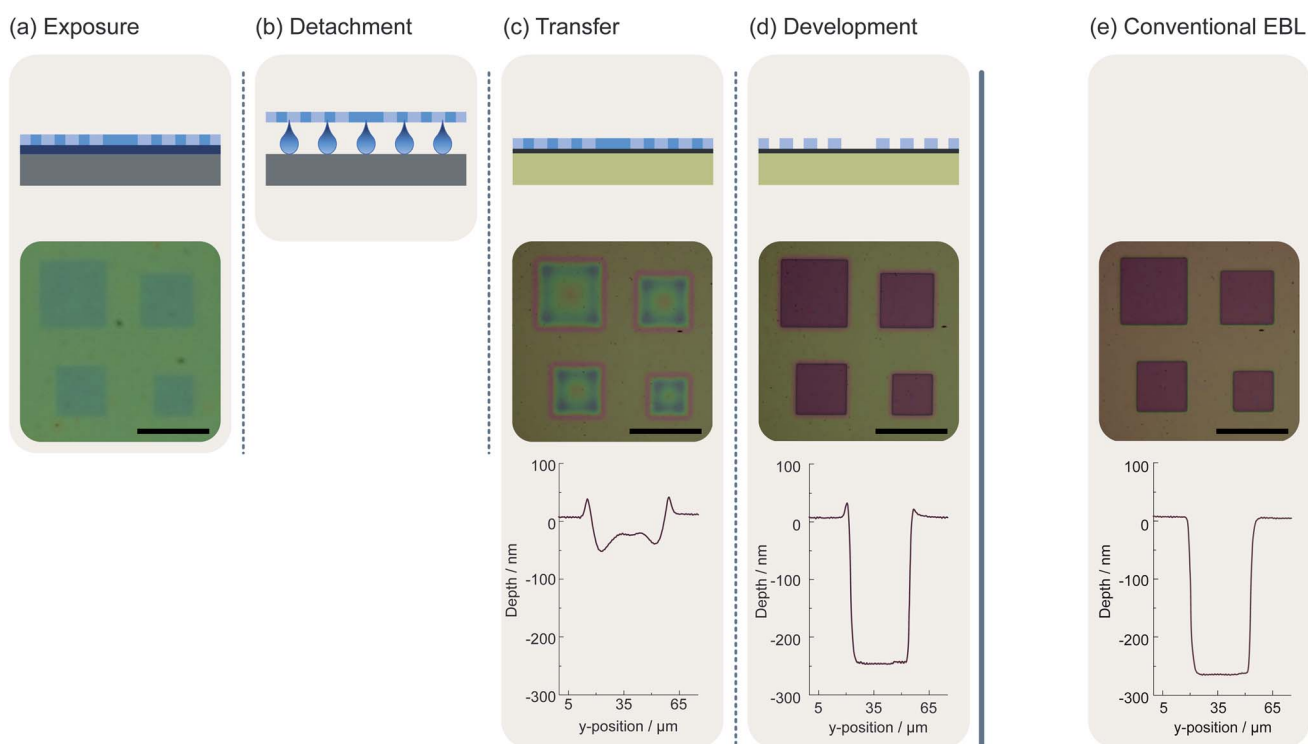 (a) Exposure
(b) Detachment
(c) Transfer
(d) Development
(e) Conventional EBL
100
0
-100
-200
-300
Depth / nm
5 35 65
y-position / µm
100
0
-100
-200
-300
Depth / nm
5 35 65
y-position / µm
100
0
-100
-200
-300
Depth / nm
5 35 65
y-position / µm